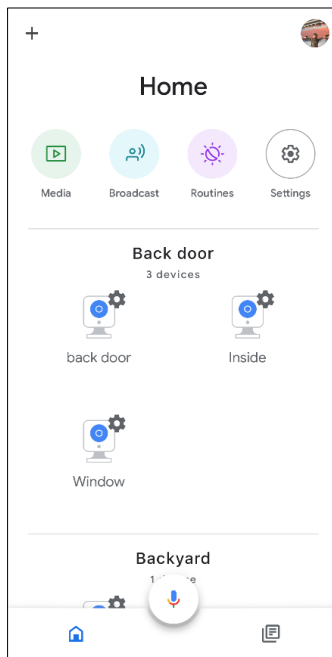 Home
Media Broadcast Routines Settings
Back door
3 devices
back door Inside
Window
Backyard